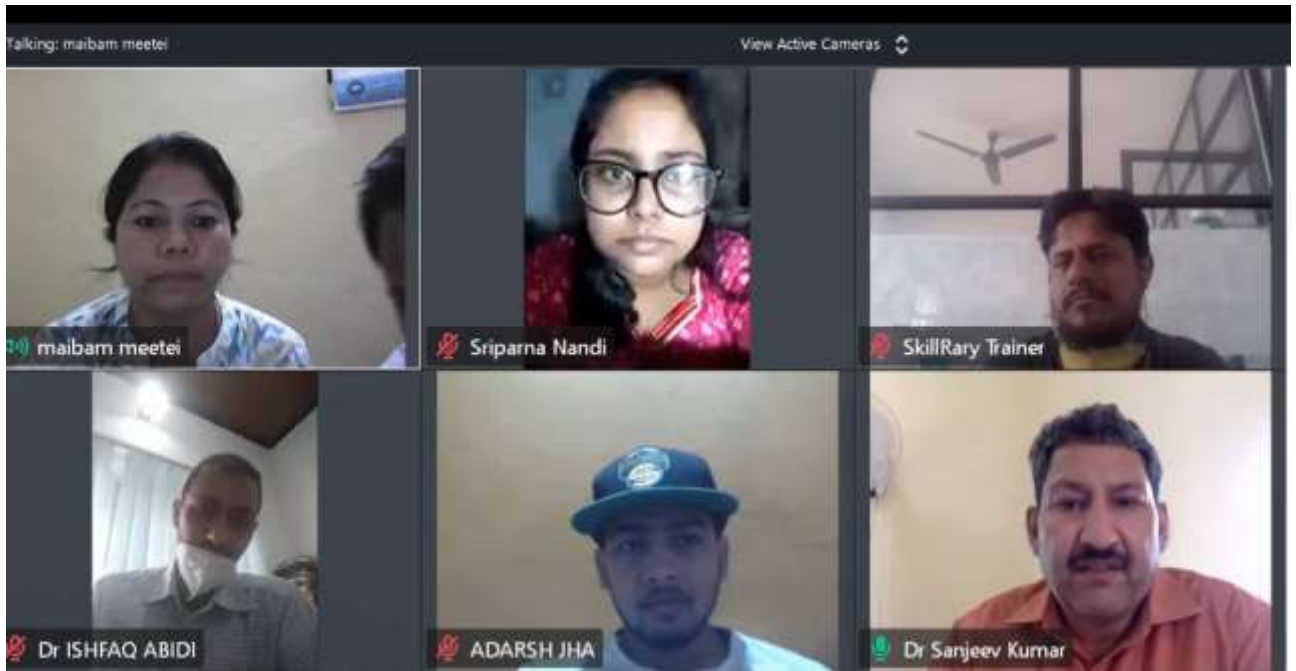 Talking: maibam meetei
View Active Cameras
maibam meetei
Sriparna Nandi
SkillRary Trainer
Dr ISHFAQ ABIDI
ADARSH JHA
Dr Sanjeev Kumar